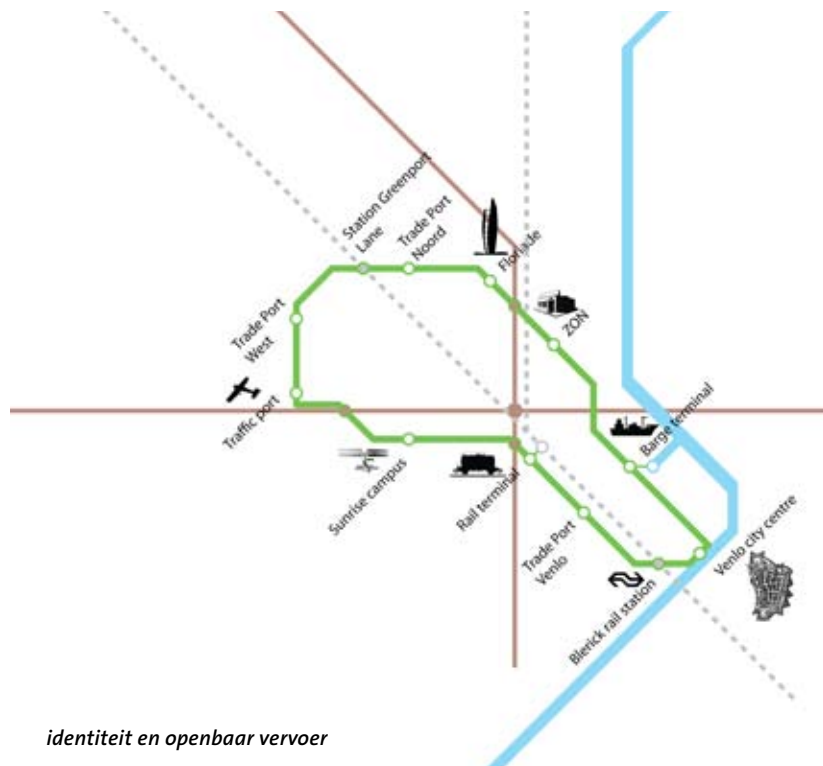 Station Greenport
Lane
Trade Port
Noord
Floriade
ZON
Trade Port
West
Traffic port
Barge terminal
Sunrise campus
Rail terminal
Trade Port
Venlo
Venlo city centre
Blerick rail station
identiteit en openbaar vervoer